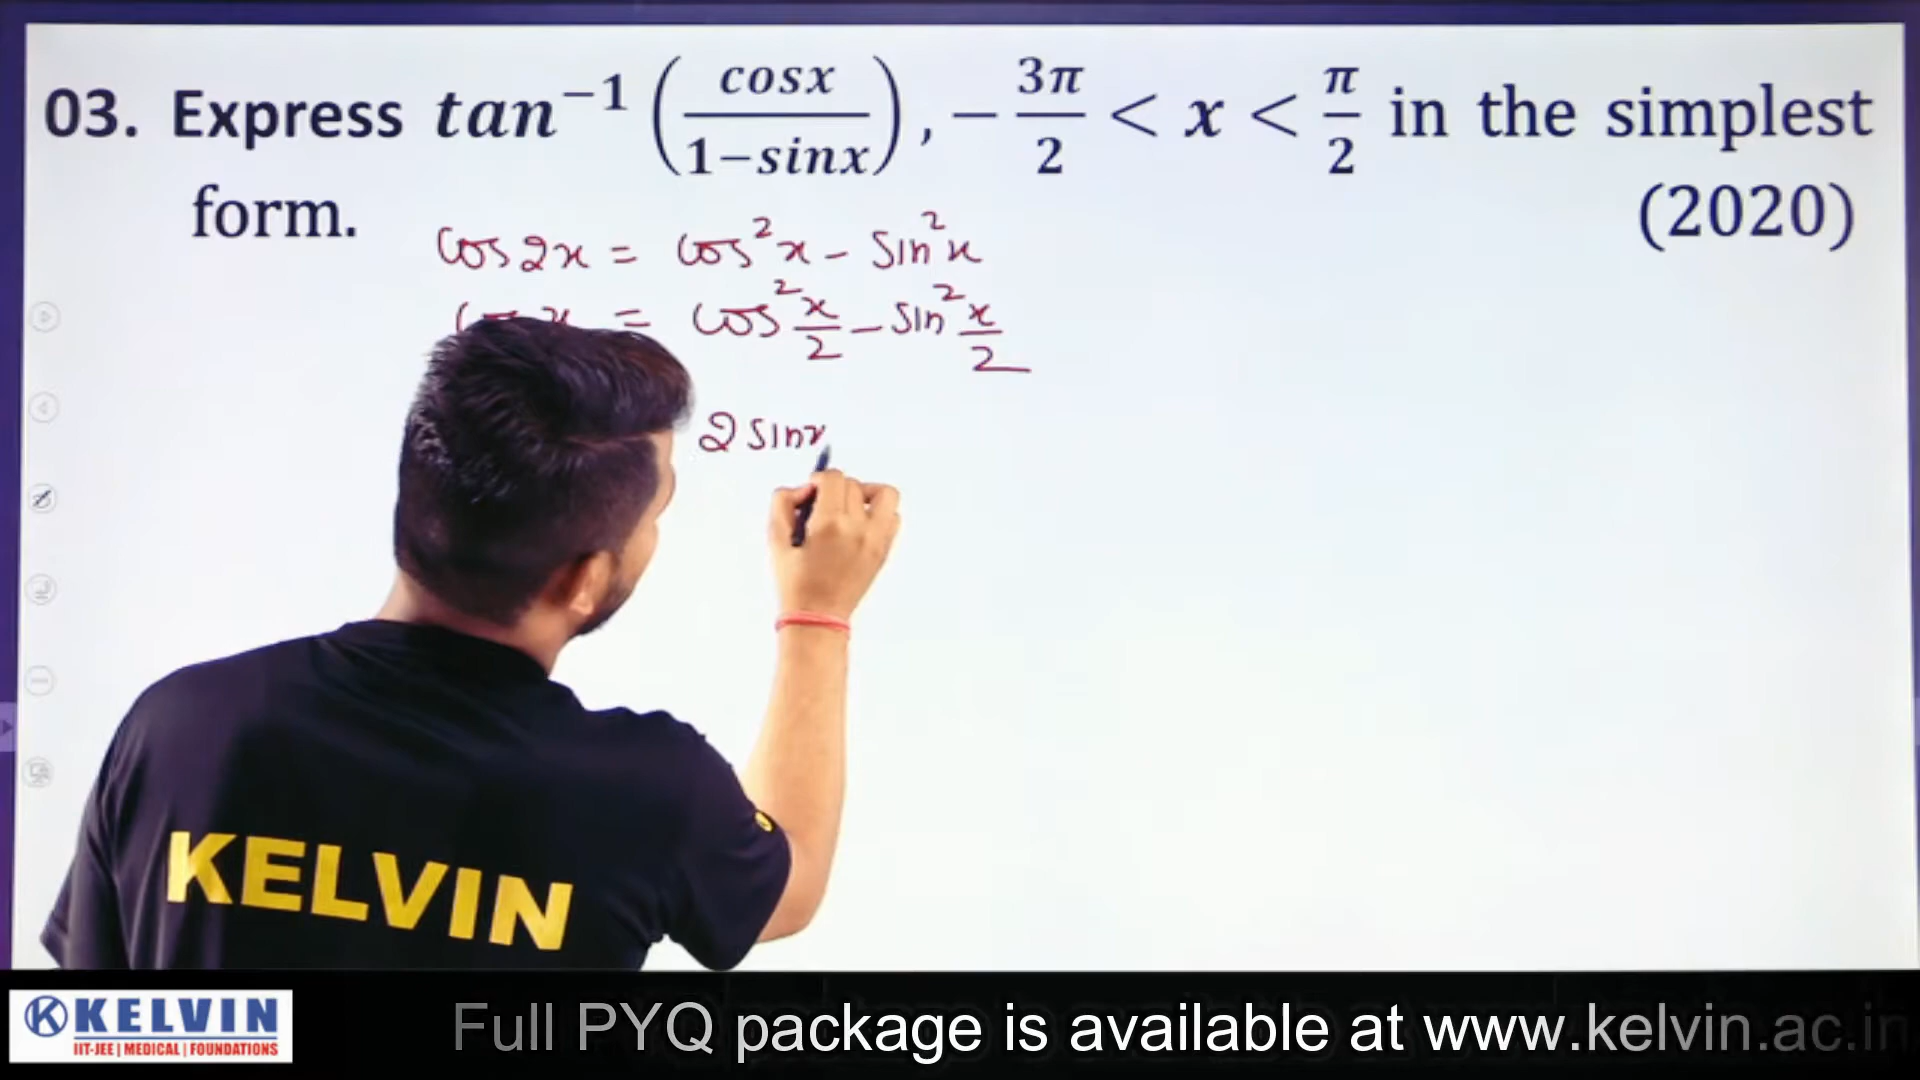 03. Express tan⁻¹ (cosx / 1−sinx), −3π/2 < x < π/2 in the simplest
form. (2020)
cos2x = cos²x − sin²x
= cos²x/2 − sin²x/2
2 sinx
KELVIN
KELVIN
IIT-JEE | MEDICAL | FOUNDATIONS
Full PYQ package is available at www.kelvin.ac.in